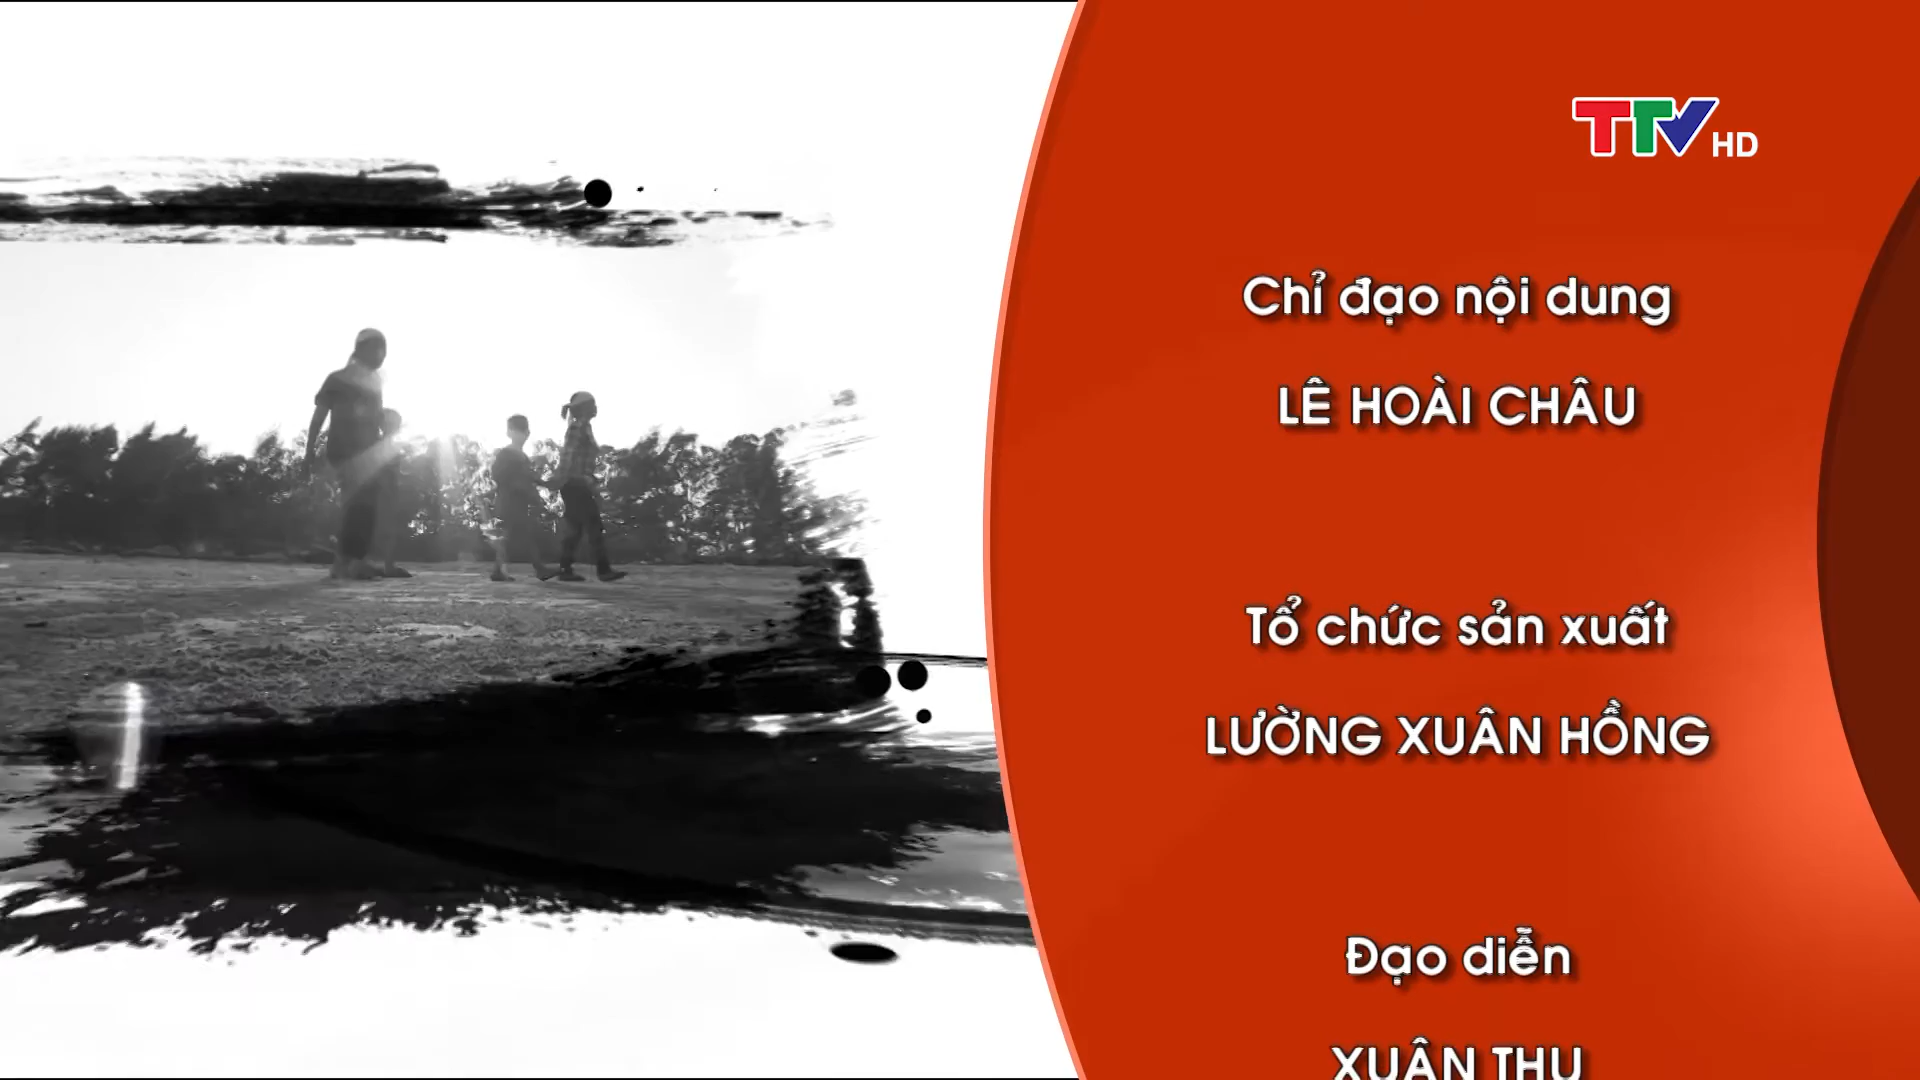 TTV HD
Chỉ đạo nội dung
LÊ HOÀI CHÂU
Tổ chức sản xuất
LƯỜNG XUÂN HỒNG
Đạo diễn
XUÂN THU